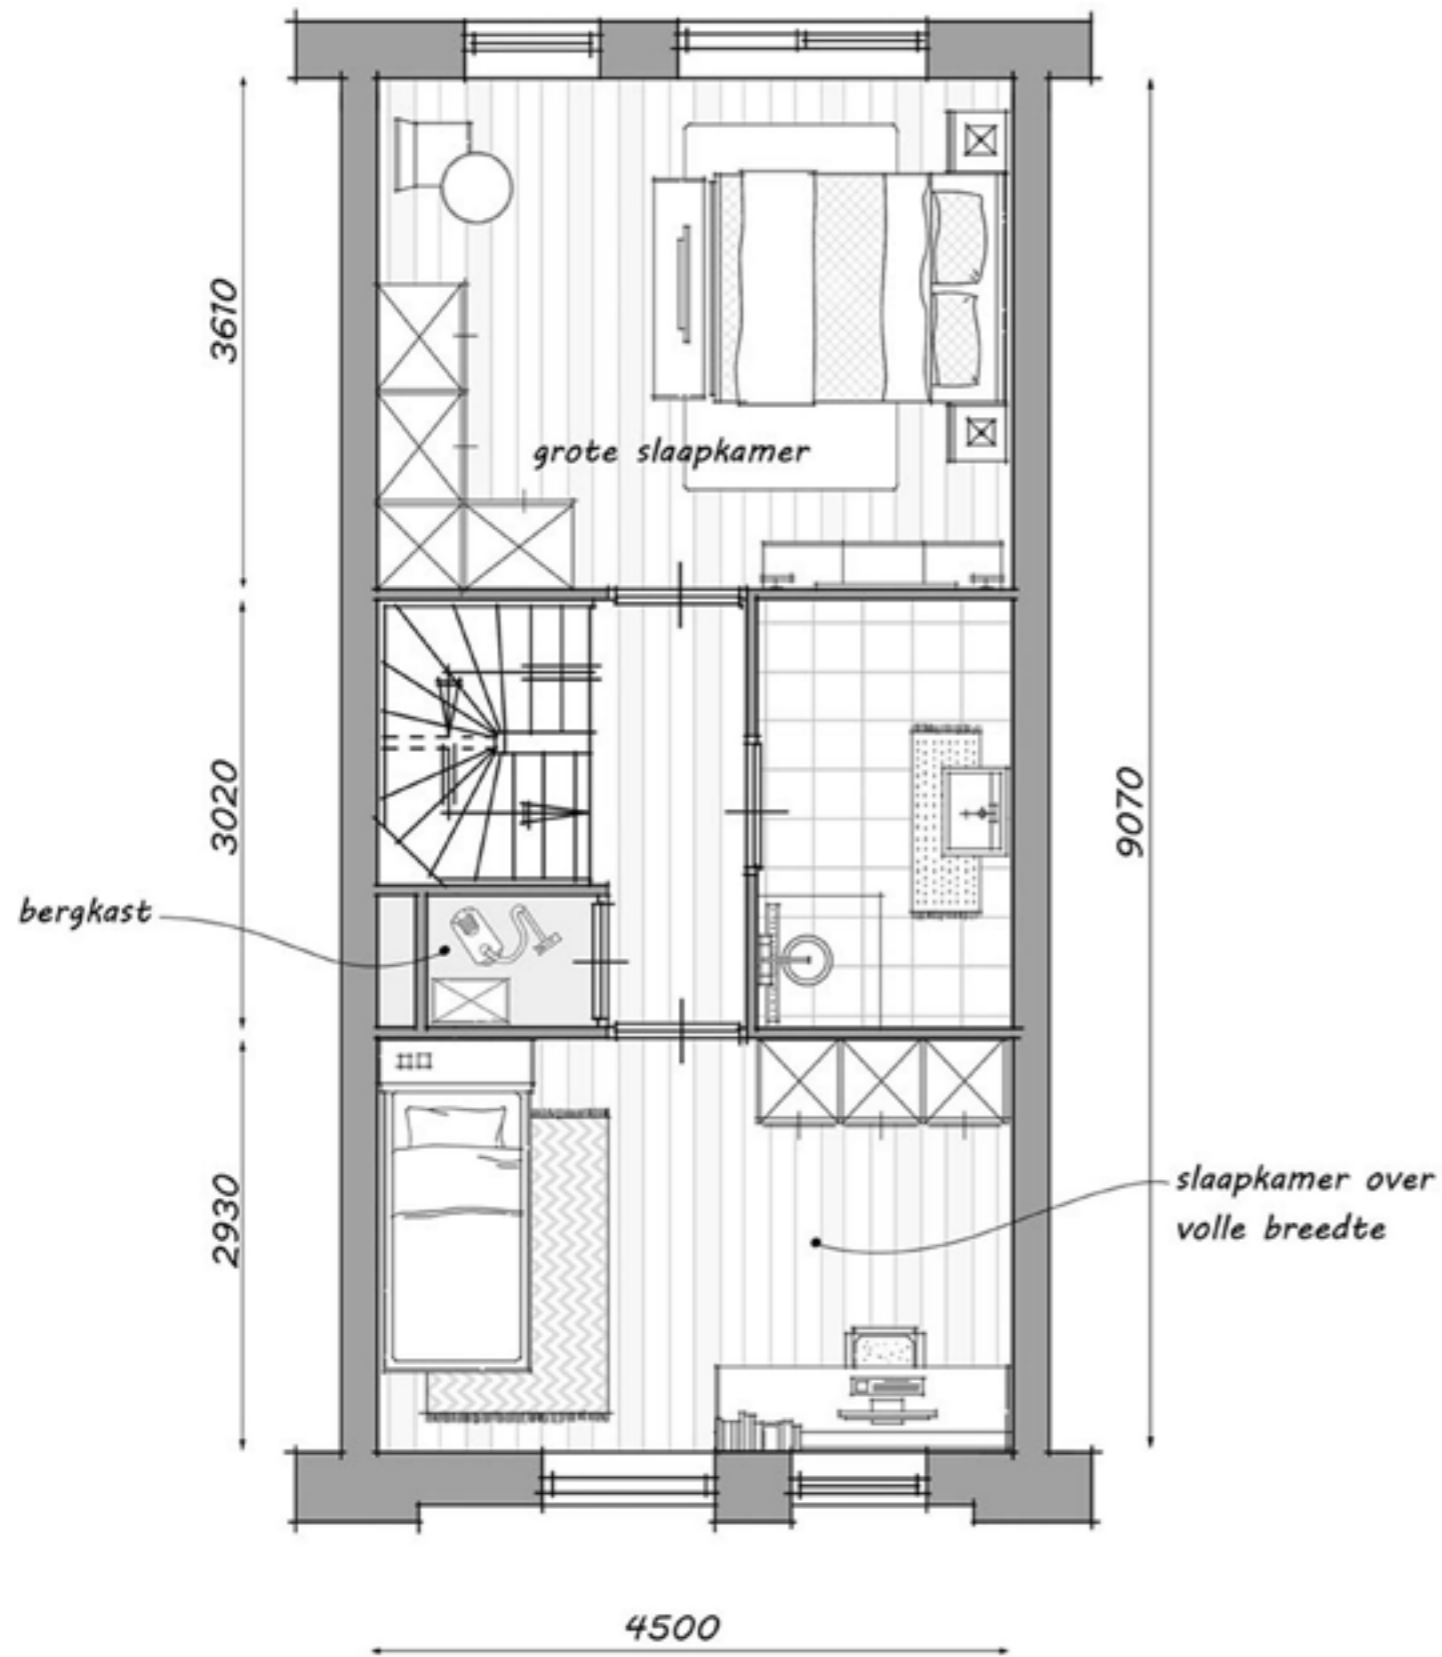 3610
grote slaapkamer
3020
9070
bergkast
2930
slaapkamer over
volle breedte
4500